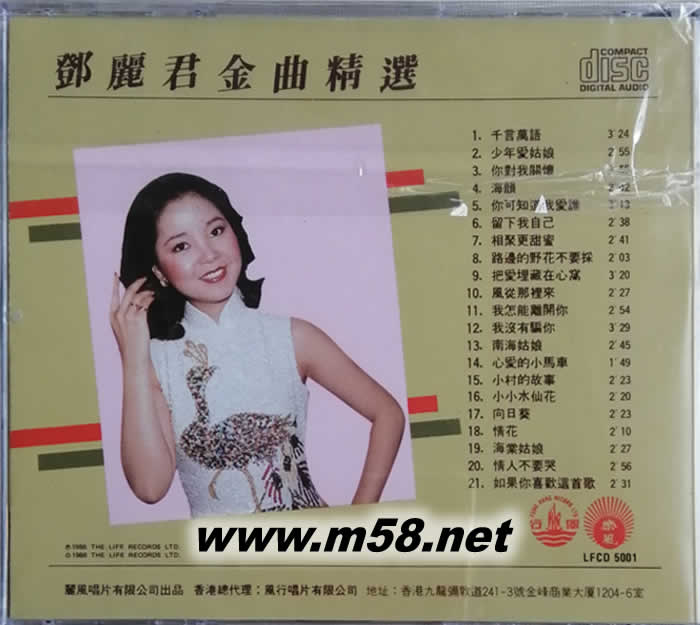 鄧麗君金曲精選
COMPACT
disc
DIGITAL AUDIO
1. 千言萬語 3'24
2. 少年愛姑娘 2'55
3. 你對我關懷
4. 海韻
5. 你可知道我愛誰
6. 留下我自己 2'38
7. 相聚更甜蜜 2'41
8. 路邊的野花不要採 2'03
9. 把愛埋藏在心窩 3'20
10. 風從那裡來 2'27
11. 我怎能離開你 2'54
12. 我沒有騙你 3'29
13. 南海姑娘 2'45
14. 心愛的小馬車 1'49
15. 小村的故事 2'23
16. 小小水仙花 2'20
17. 向日葵 2'23
18. 情花 2'10
19. 海棠姑娘 2'27
20. 情人不要哭 2'56
21. 如果你喜歡這首歌 2'31
www.m58.net
℗1986 THE LIFE RECORDS LTD.
©1986 THE LIFE RECORDS LTD.
LFCD 5001
麗風唱片有限公司出品 香港總代理：風行唱片有限公司 地址：香港九龍彌敦道241-3號金峰商業大厦1204-6室